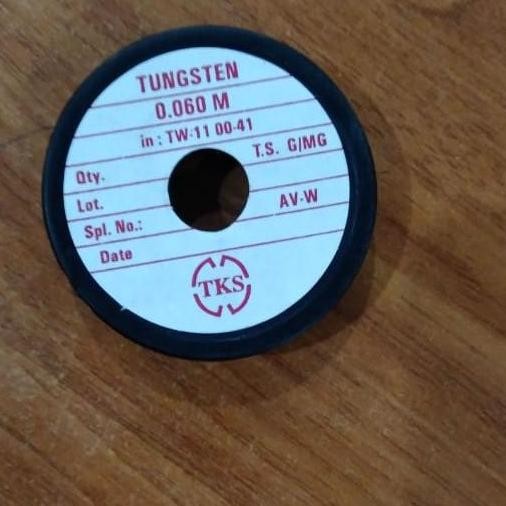 TUNGSTEN
0.060 M
in : TW-11 00-41
T.S. G/MG
Qty.
Lot.
AV-W
Spl. No.:
Date
TKS